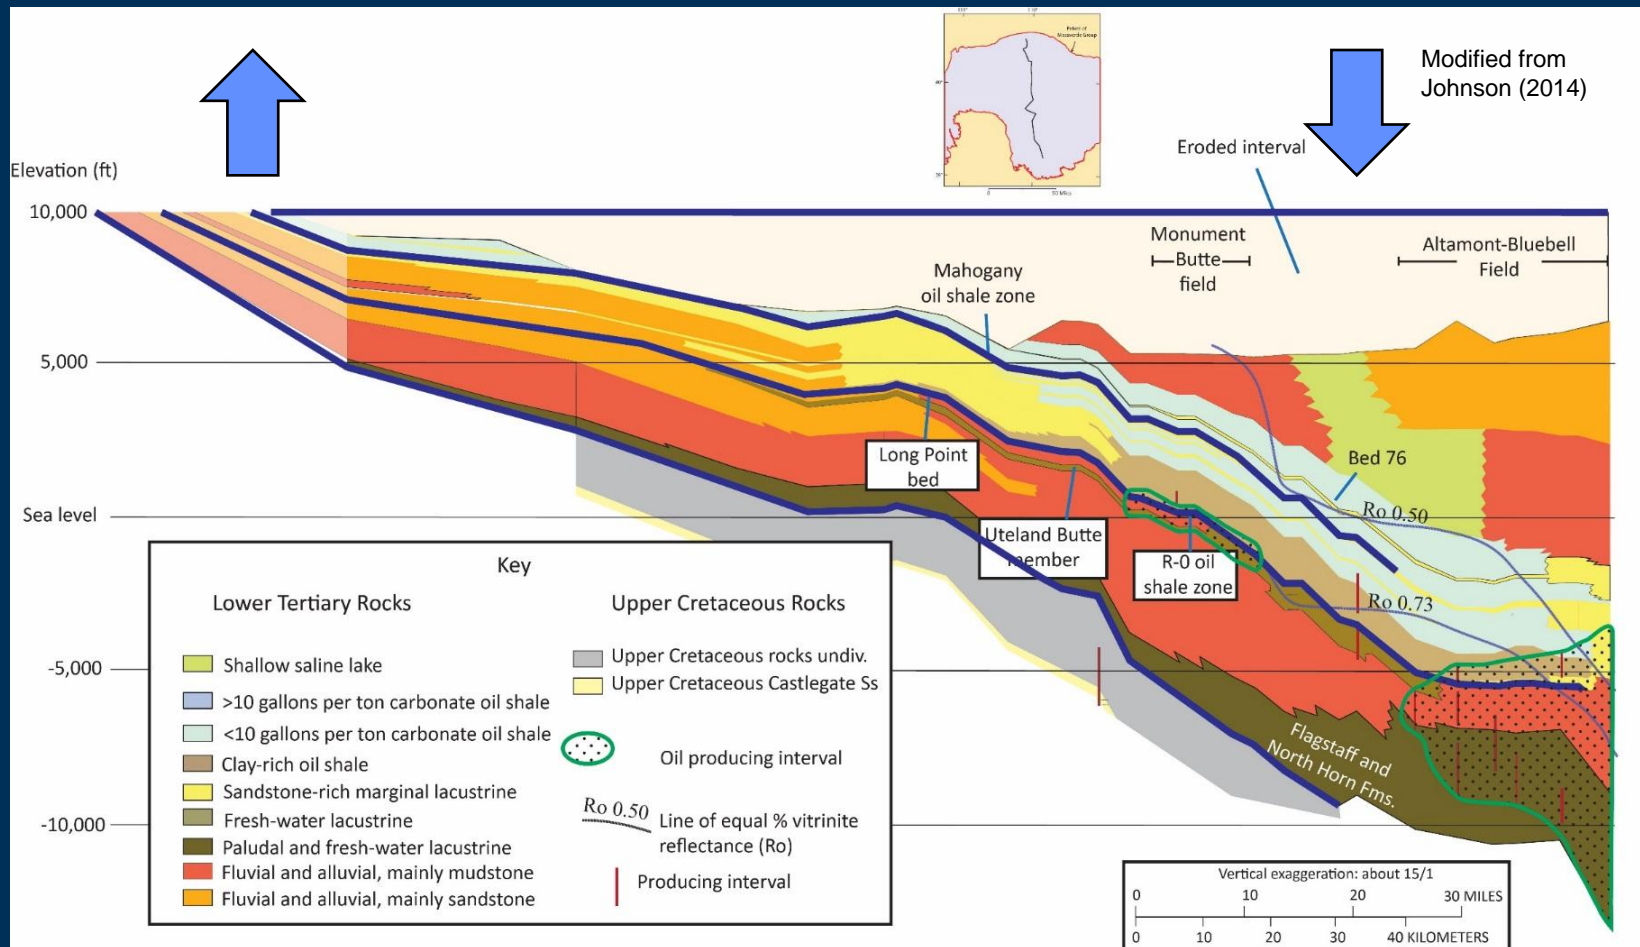 Modified from
Johnson (2014)
Eroded interval
Elevation (ft)
10,000
5,000
Sea level
-5,000
-10,000
Monument
Butte
field
Altamont-Bluebell
Field
Mahogany
oil shale zone
Long Point
bed
Bed 76
Ro 0.50
Uteland Butte
member
R-0 oil
shale zone
Ro 0.73
Flagstaff and
North Horn Fms.
Key
Lower Tertiary Rocks
Shallow saline lake
>10 gallons per ton carbonate oil shale
<10 gallons per ton carbonate oil shale
Clay-rich oil shale
Sandstone-rich marginal lacustrine
Fresh-water lacustrine
Paludal and fresh-water lacustrine
Fluvial and alluvial, mainly mudstone
Fluvial and alluvial, mainly sandstone
Upper Cretaceous Rocks
Upper Cretaceous rocks undiv.
Upper Cretaceous Castlegate Ss
Oil producing interval
Ro 0.50
Line of equal % vitrinite
reflectance (Ro)
Producing interval
Vertical exaggeration: about 15/1
0 10 20 30 MILES
0 10 20 30 40 KILOMETERS